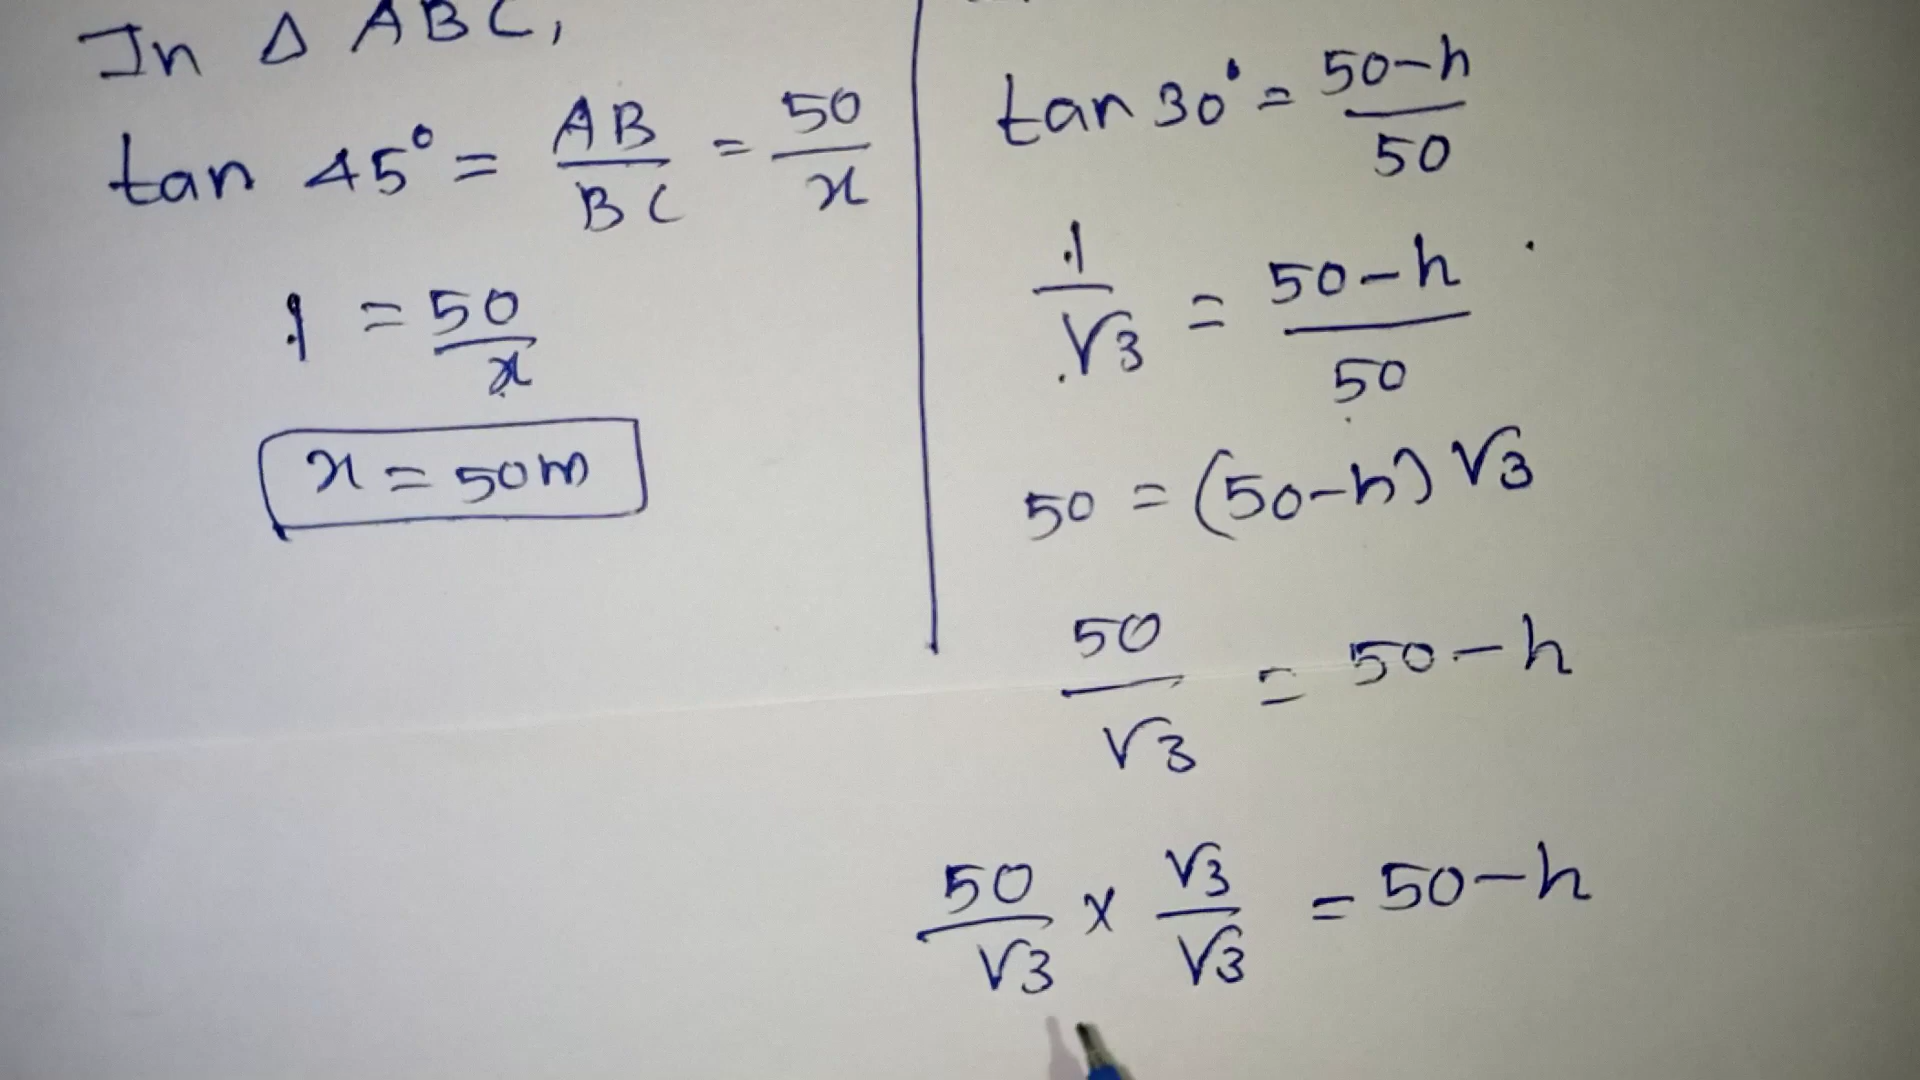 In Δ ABC,
tan 45° = AB/BC = 50/x
1 = 50/x
x = 50m
tan 30° = 50-h/50
1/√3 = 50-h/50
50 = (50-h)√3
50/√3 = 50-h
50/√3 × √3/√3 = 50-h